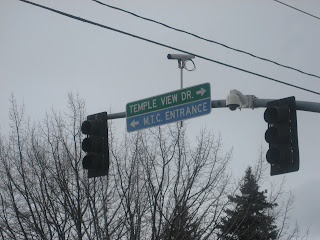 TEMPLE VIEW DR. →
← M.T.C. ENTRANCE